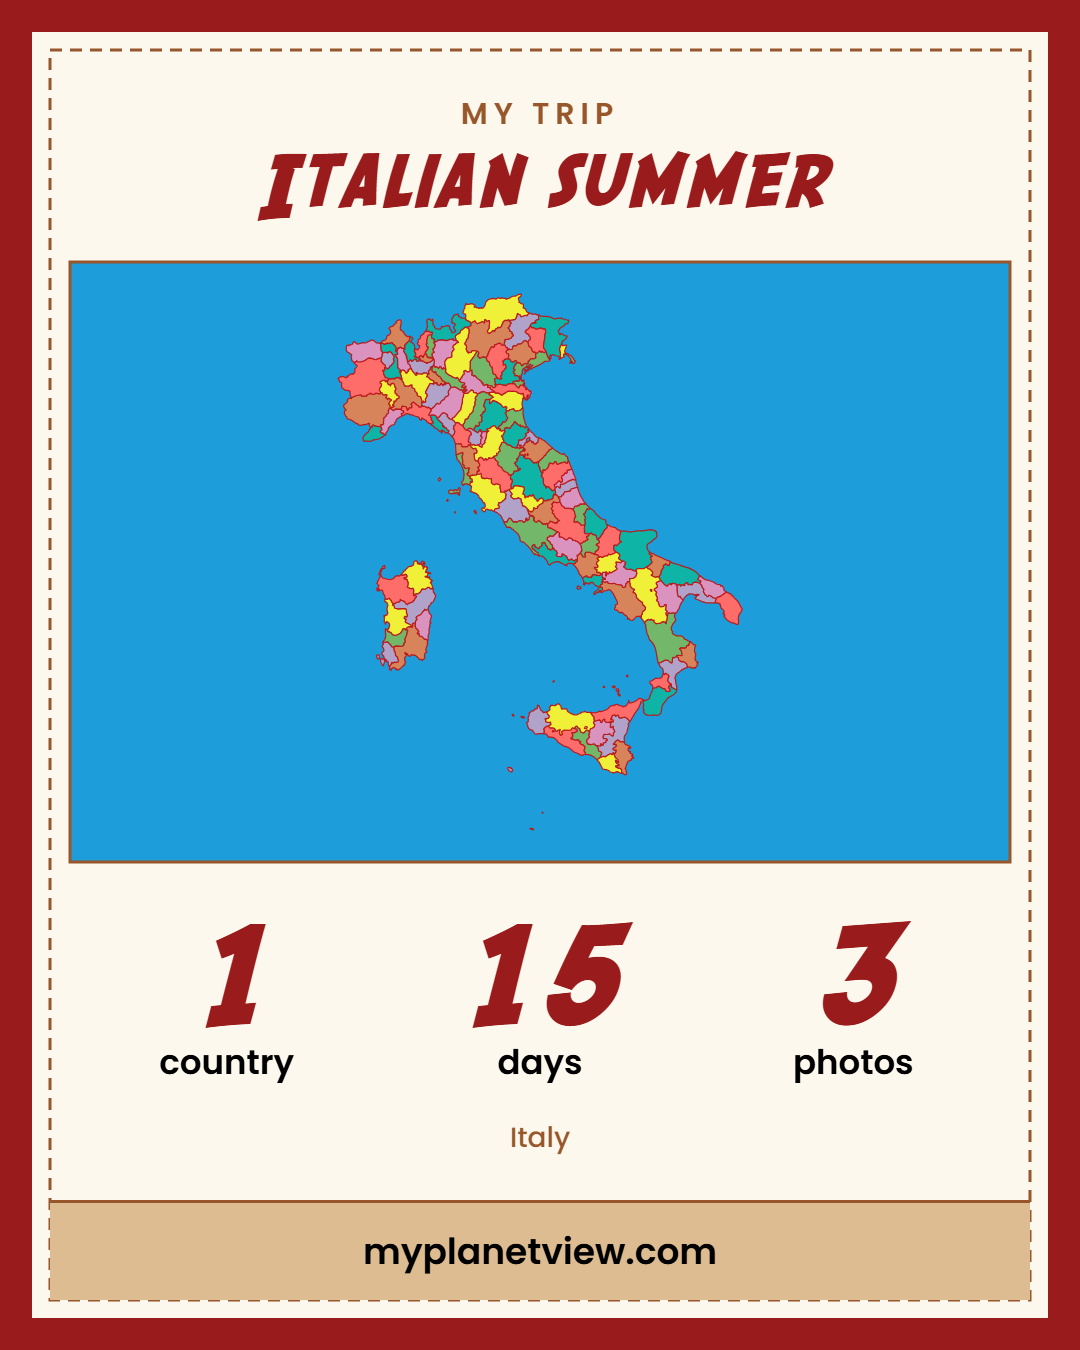 MY TRIP
ITALIAN SUMMER
1 15 3
country days photos
Italy
myplanetview.com